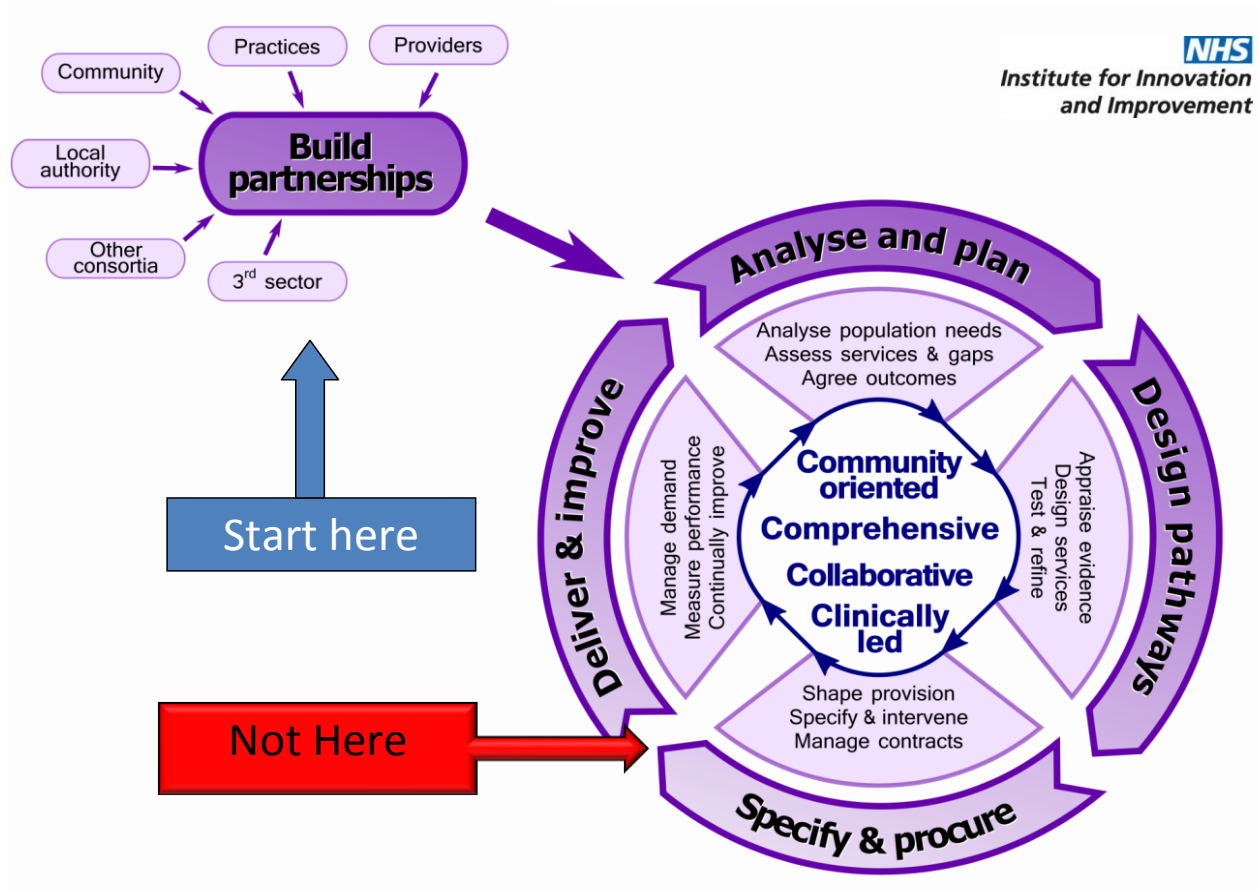 Practices
Providers
Community
Local
authority
Other
consortia
3rd sector
Build
partnerships
NHS
Institute for Innovation
and Improvement
Start here
Not Here
Analyse and plan
Analyse population needs
Assess services & gaps
Agree outcomes
Design pathways
Appraise evidence
Design services
Test & refine
Specify & procure
Shape provision
Specify & intervene
Manage contracts
Deliver & improve
Manage demand
Measure performance
Continually improve
Community
oriented
Comprehensive
Collaborative
Clinically
led